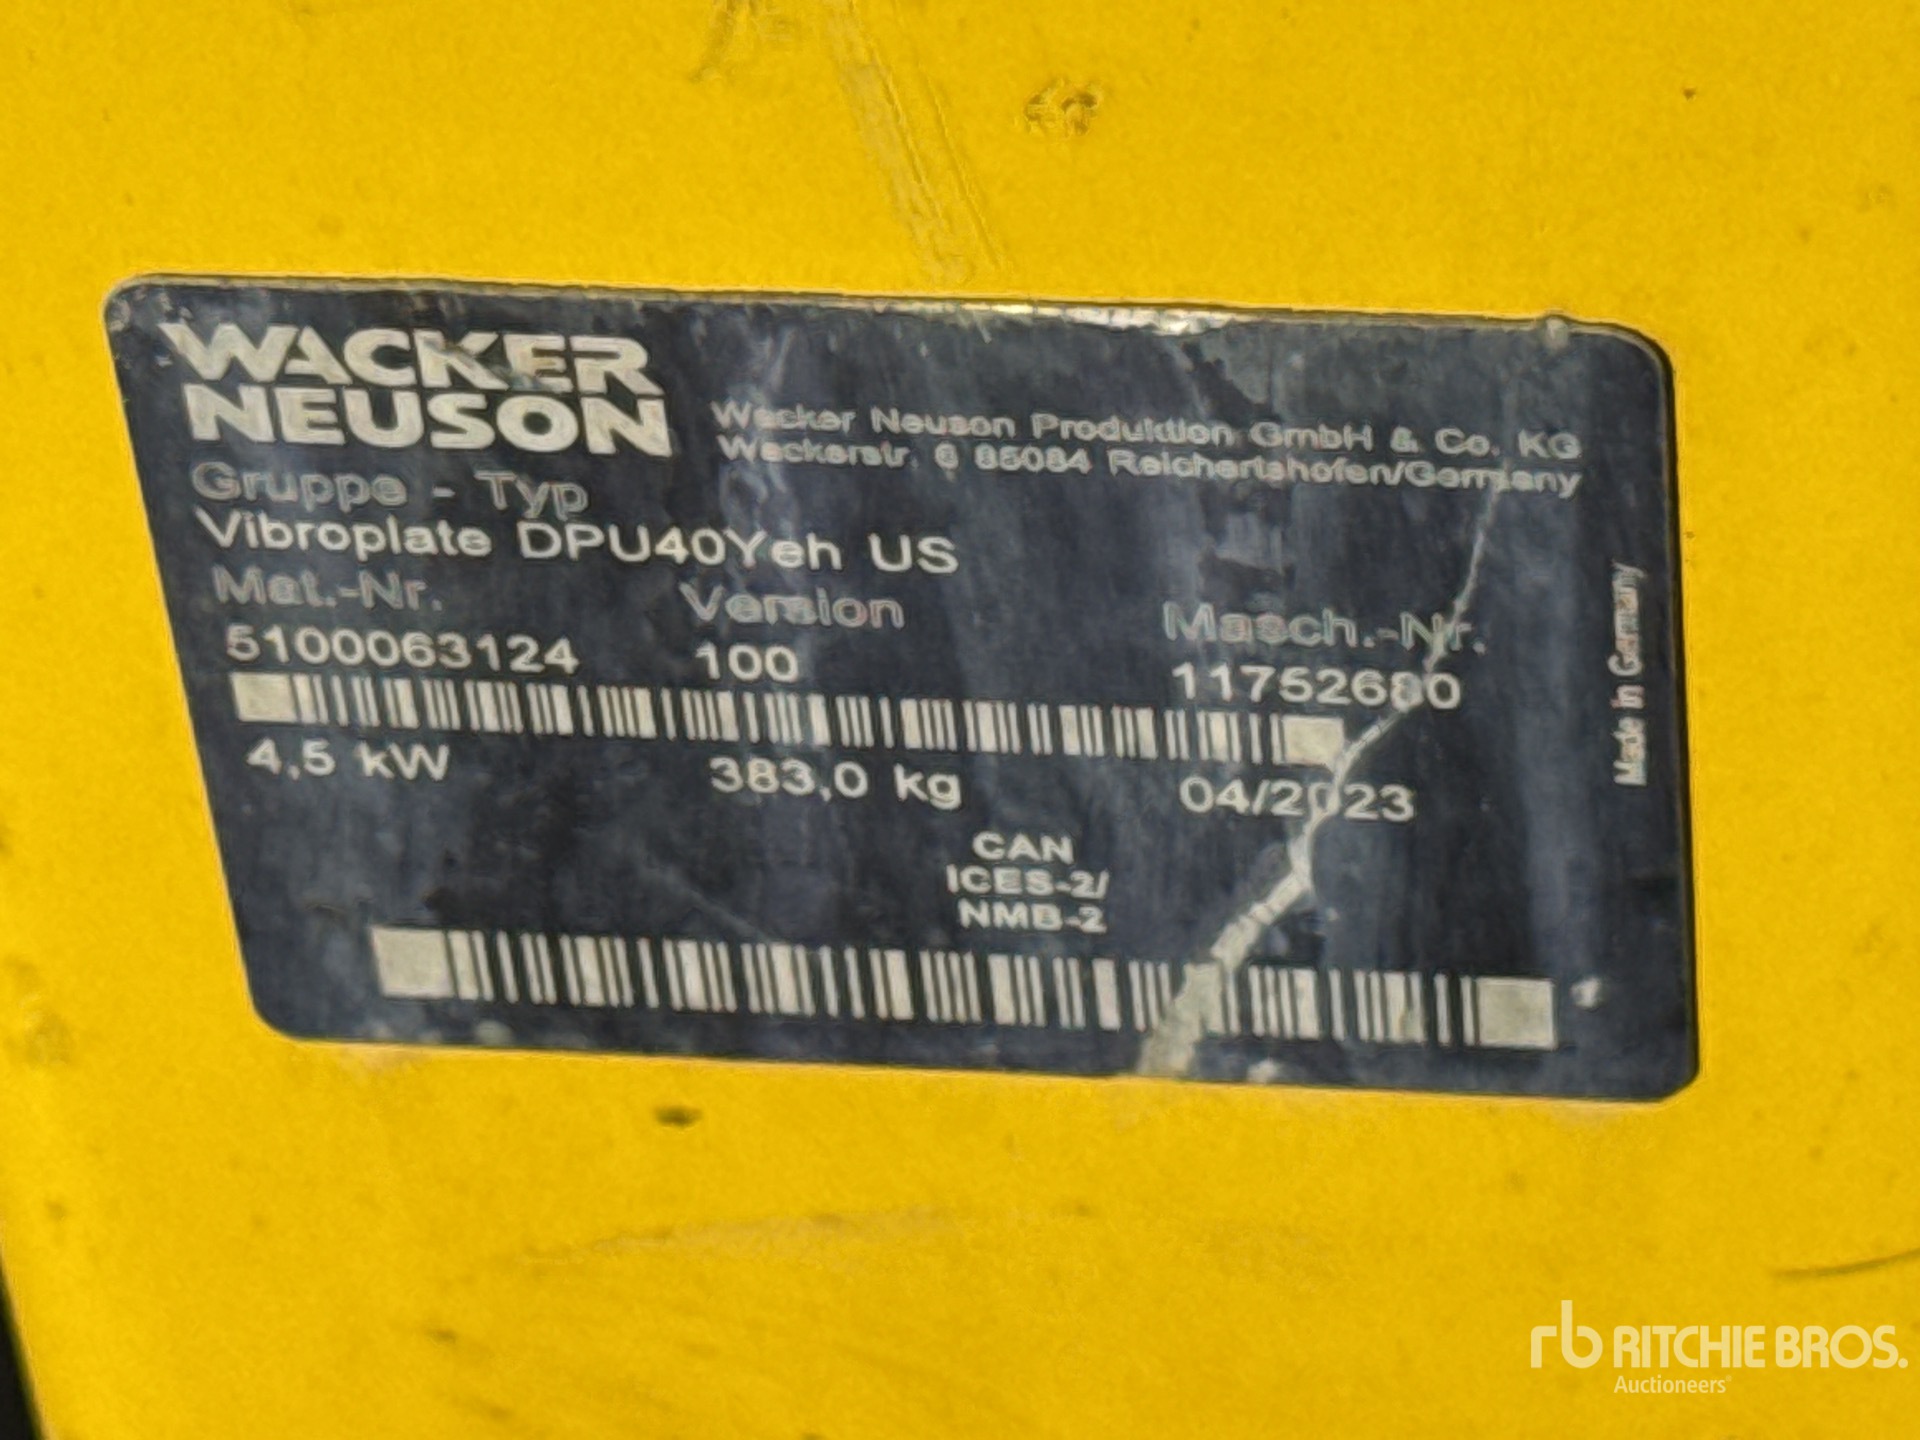 WACKER
NEUSON
Wacker Neuson Produktion GmbH & Co. KG
Wackerstr. 6 85084 Reichertshofen/Germany
Gruppe - Typ
Vibroplate DPU40Yeh US
Mat.-Nr. Version Masch.-Nr.
5100063124 100 11752680
4,5 kW 383,0 kg 04/2023
CAN
ICES-2/
NMB-2
Made in Germany
rb RITCHIE BROS.
Auctioneers